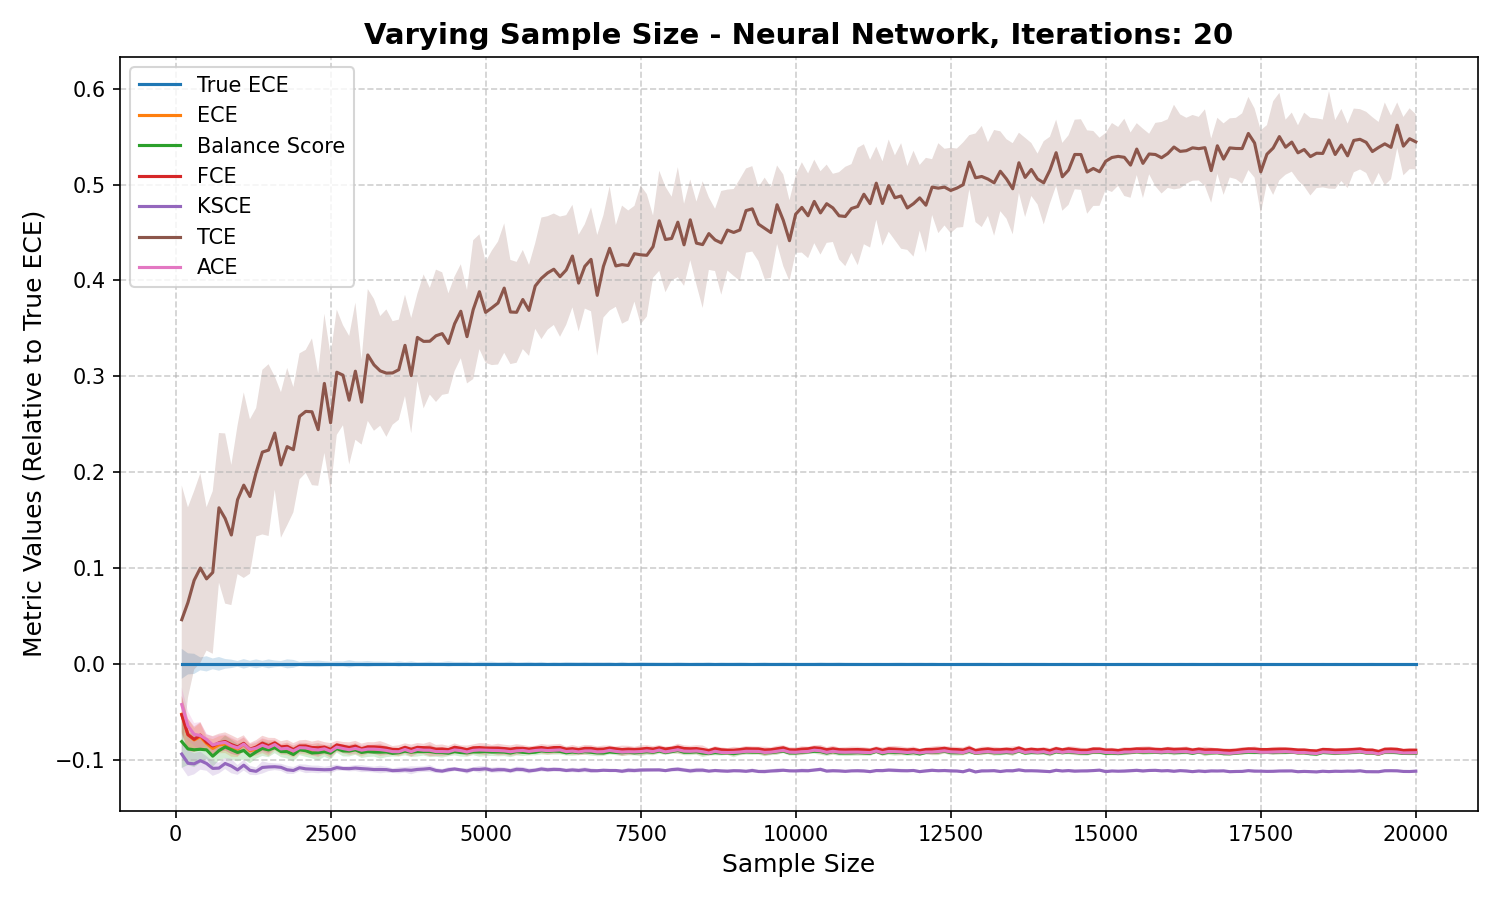 Varying Sample Size - Neural Network, Iterations: 20
Metric Values (Relative to True ECE)
0.6
0.5
0.4
0.3
0.2
0.1
0.0
−0.1
True ECE
ECE
Balance Score
FCE
KSCE
TCE
ACE
0
2500
5000
7500
10000
12500
15000
17500
20000
Sample Size